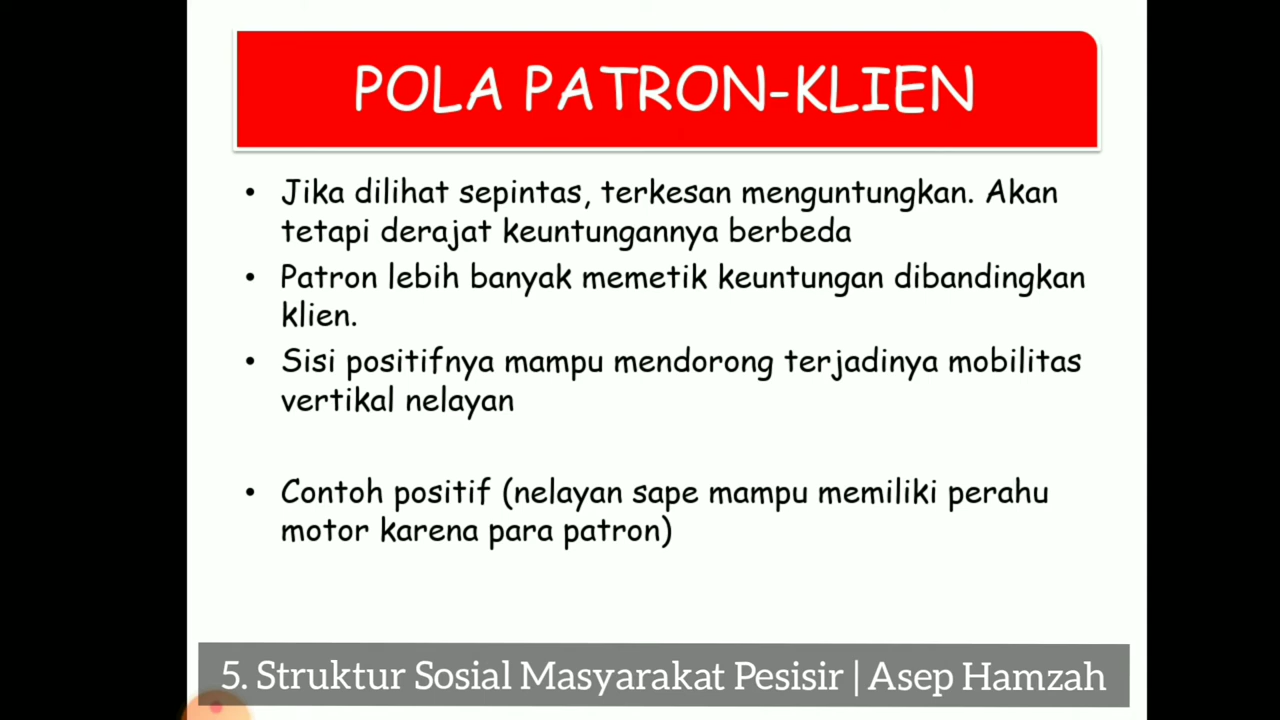 POLA PATRON-KLIEN
• Jika dilihat sepintas, terkesan menguntungkan. Akan
tetapi derajat keuntungannya berbeda
• Patron lebih banyak memetik keuntungan dibandingkan
klien.
• Sisi positifnya mampu mendorong terjadinya mobilitas
vertikal nelayan
• Contoh positif (nelayan sape mampu memiliki perahu
motor karena para patron)
5. Struktur Sosial Masyarakat Pesisir | Asep Hamzah